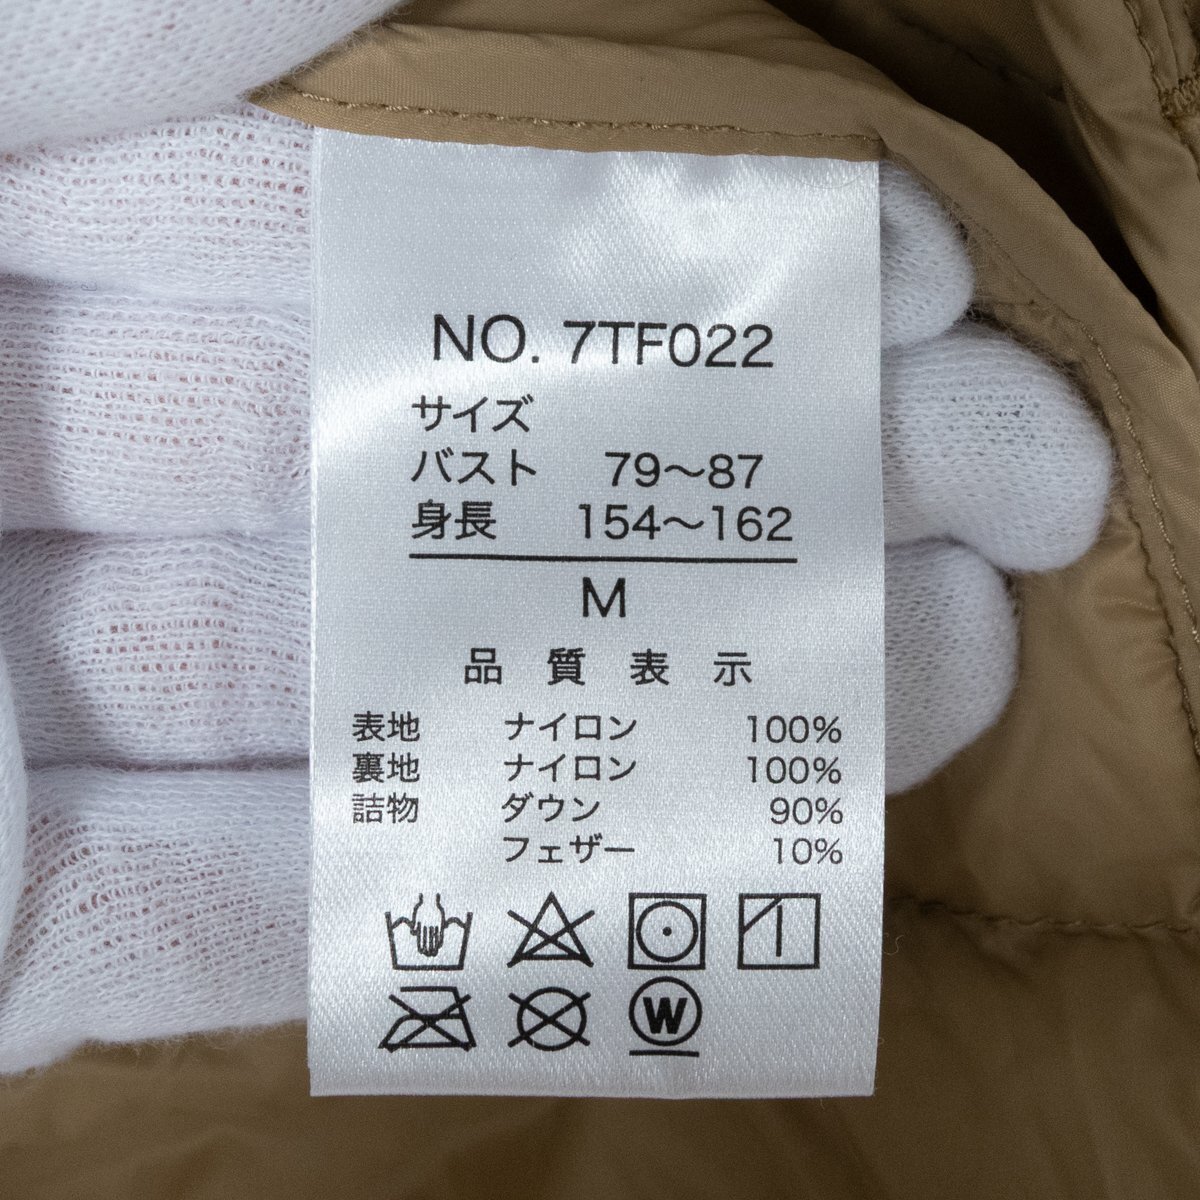 NO. 7TF022
サイズ
バスト 79〜87
身長 154〜162
M
品質表示
表地 ナイロン 100%
裏地 ナイロン 100%
詰物 ダウン 90%
フェザー 10%
W